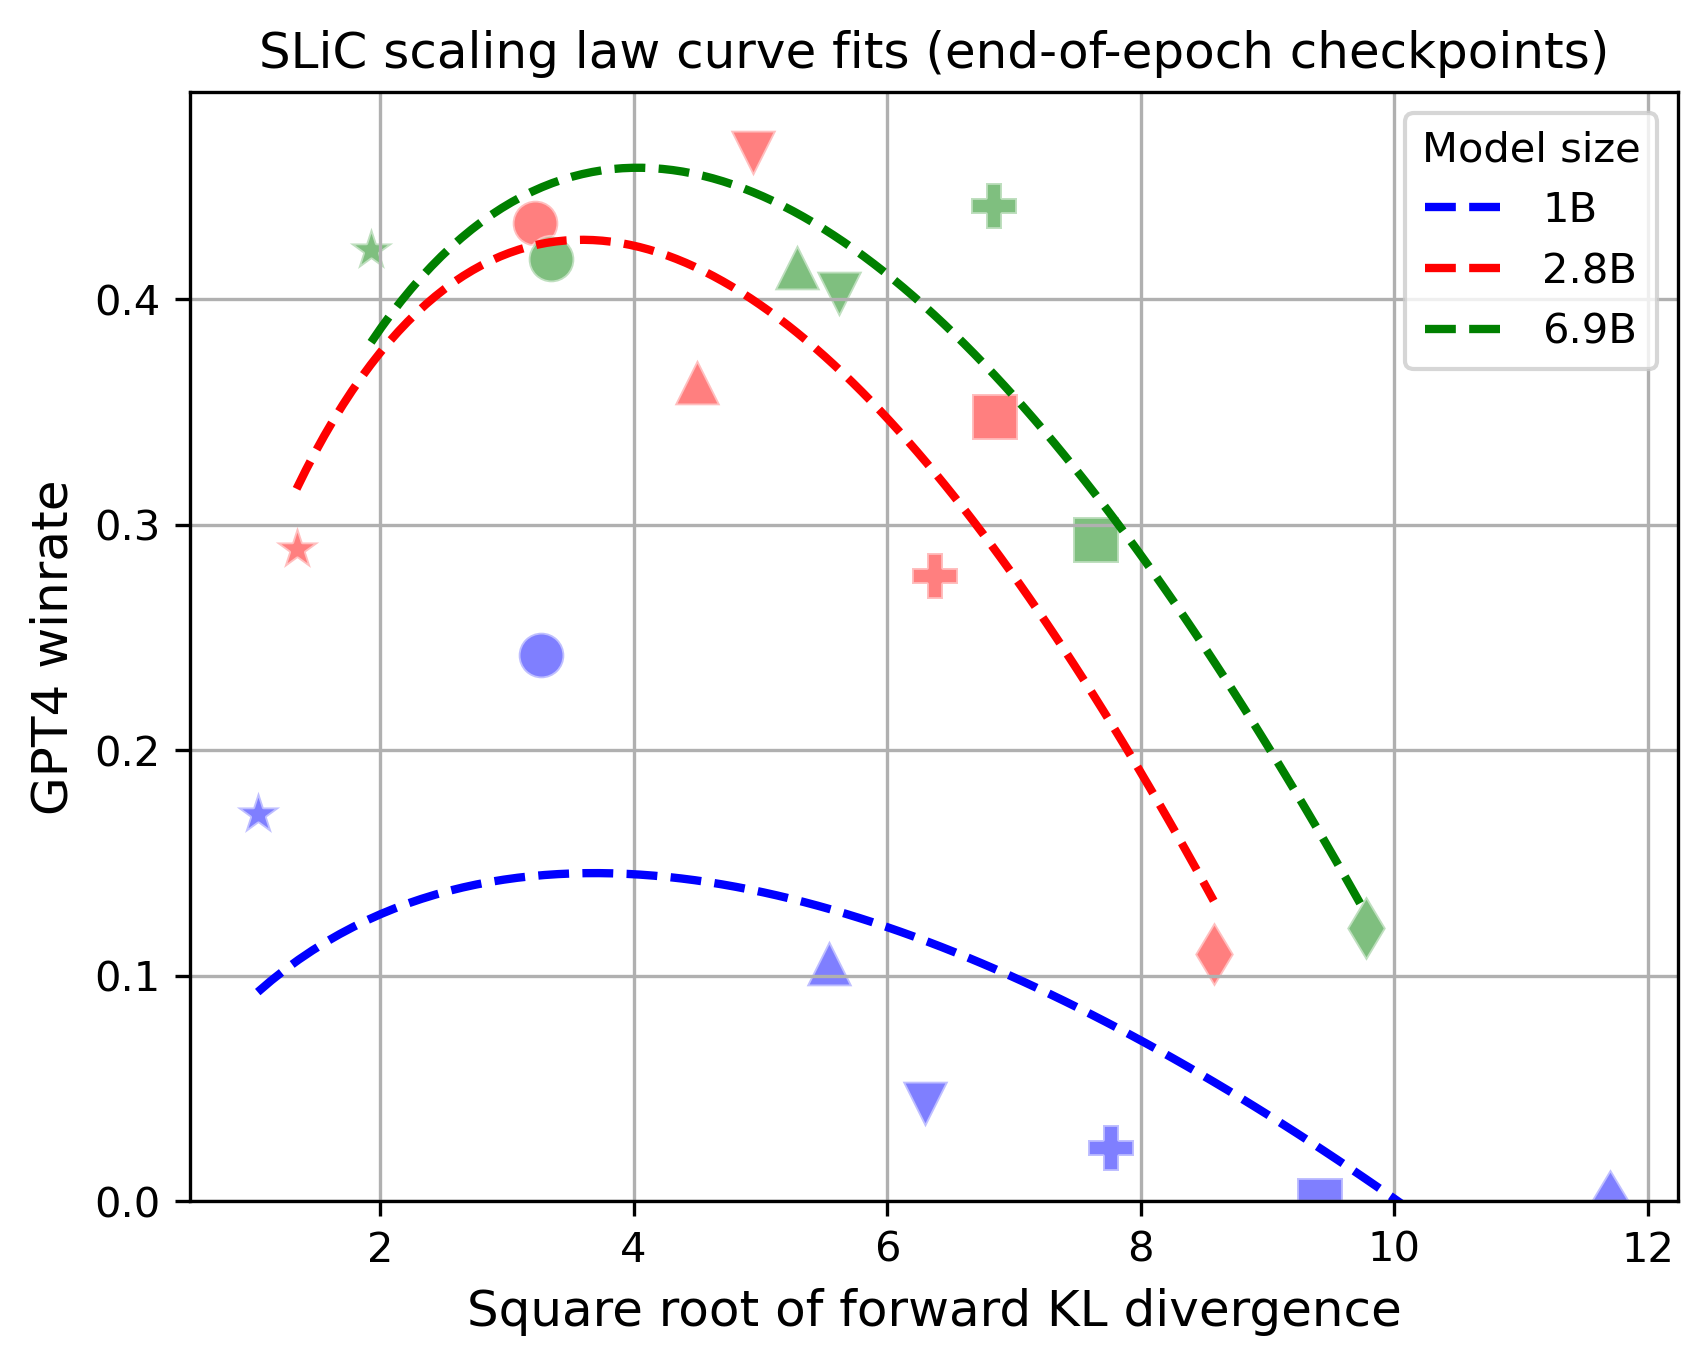 SLiC scaling law curve fits (end-of-epoch checkpoints)
Model size
1B
2.8B
6.9B
GPT4 winrate
0.4
0.3
0.2
0.1
0.0
2 4 6 8 10 12
Square root of forward KL divergence